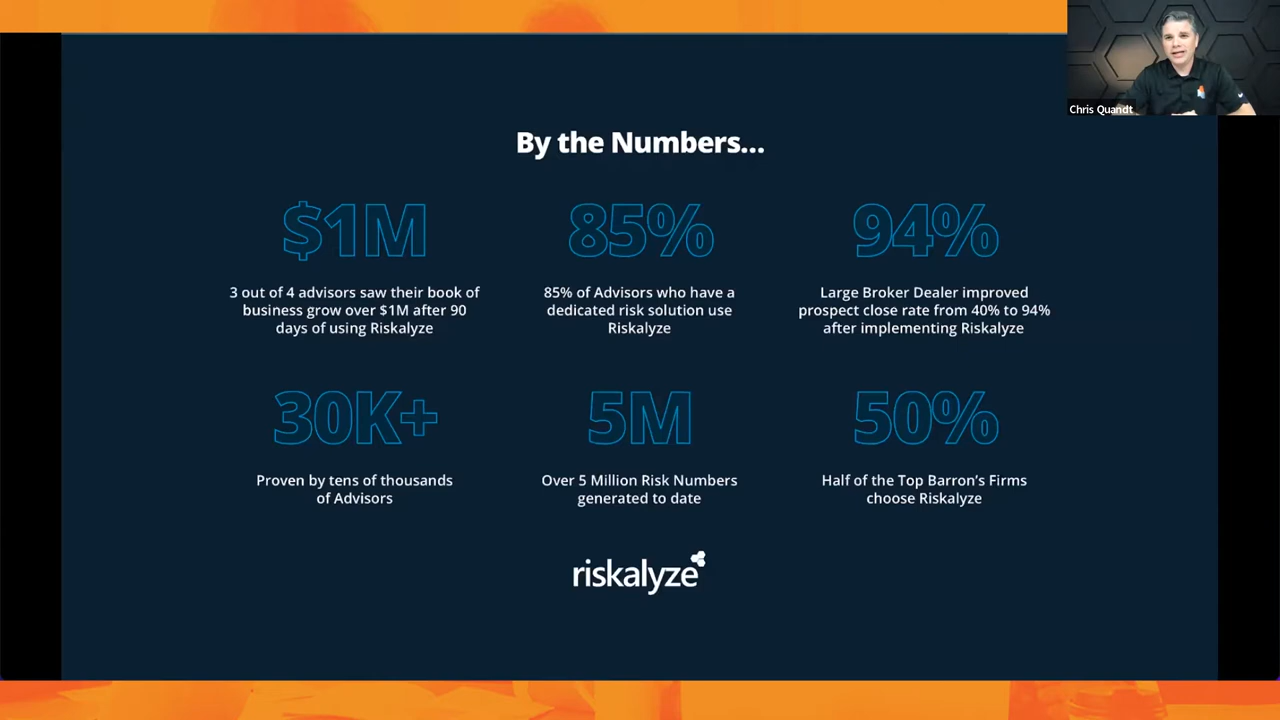 Chris Quandt
By the Numbers...
$1M
3 out of 4 advisors saw their book of
business grow over $1M after 90
days of using Riskalyze
85%
85% of Advisors who have a
dedicated risk solution use
Riskalyze
94%
Large Broker Dealer improved
prospect close rate from 40% to 94%
after implementing Riskalyze
30K+
Proven by tens of thousands
of Advisors
5M
Over 5 Million Risk Numbers
generated to date
50%
Half of the Top Barron’s Firms
choose Riskalyze
riskalyze